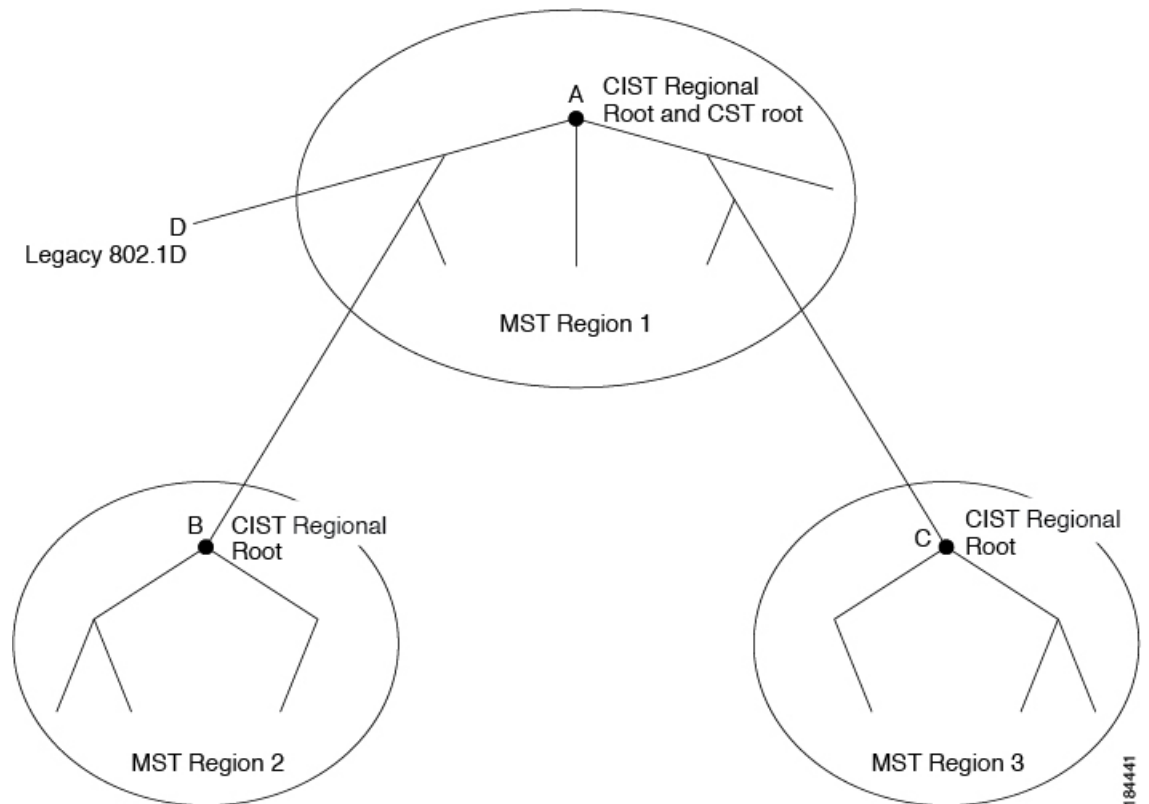 A
CIST Regional
Root and CST root
D
Legacy 802.1D
MST Region 1
B
CIST Regional
Root
C
CIST Regional
Root
MST Region 2
MST Region 3
184441